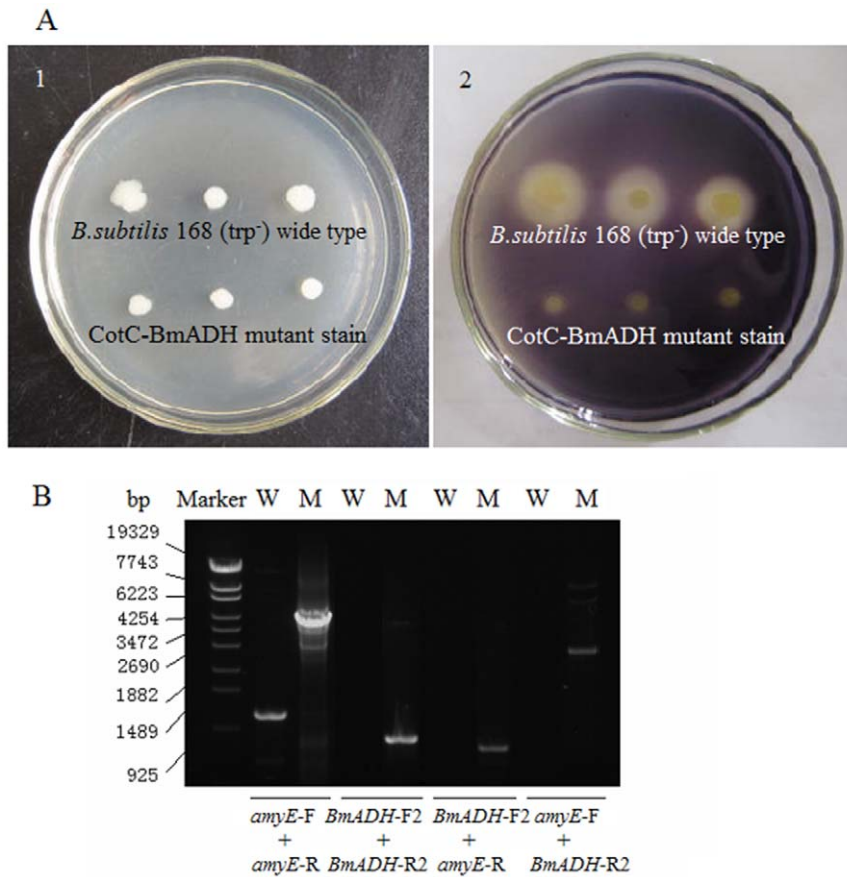 A
1
2
B.subtilis 168 (trp-) wide type
B.subtilis 168 (trp-) wide type
CotC-BmADH mutant stain
CotC-BmADH mutant stain
B
bp Marker W M W M W M W M
19329
7743
6223
4254
3472
2690
1882
1489
925
amyE-F BmADH-F2 BmADH-F2 amyE-F
+ + + +
amyE-R BmADH-R2 amyE-R BmADH-R2